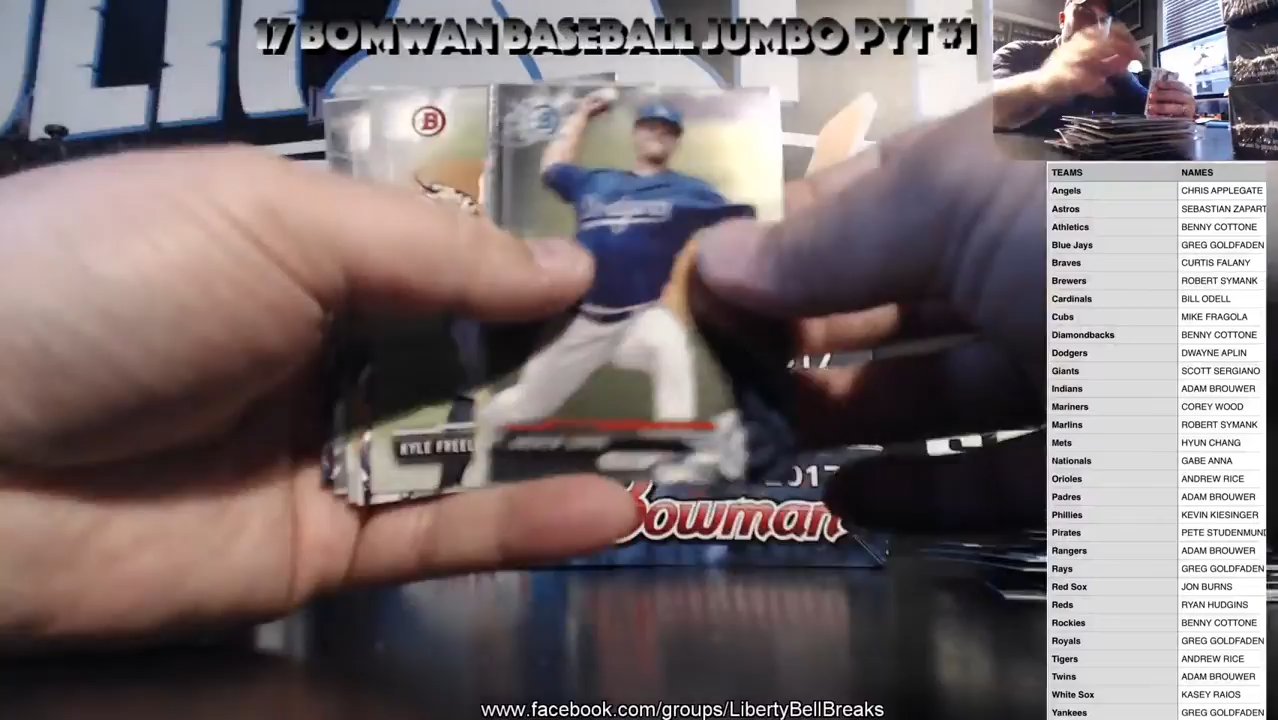 17 BOMWAN BASEBALL JUMBO PYT #1
B
Dodgers
KYLE FREEL
2017
Bowman
TEAMS NAMES
Angels CHRIS APPLEGATE
Astros SEBASTIAN ZAPART
Athletics BENNY COTTONE
Blue Jays GREG GOLDFADEN
Braves CURTIS FALANY
Brewers ROBERT SYMANK
Cardinals BILL ODELL
Cubs MIKE FRAGOLA
Diamondbacks BENNY COTTONE
Dodgers DWAYNE APLIN
Giants SCOTT SERGIANO
Indians ADAM BROUWER
Mariners COREY WOOD
Marlins ROBERT SYMANK
Mets HYUN CHANG
Nationals GABE ANNA
Orioles ANDREW RICE
Padres ADAM BROUWER
Phillies KEVIN KIESINGER
Pirates PETE STUDENMUND
Rangers ADAM BROUWER
Rays GREG GOLDFADEN
Red Sox JON BURNS
Reds RYAN HUDGINS
Rockies BENNY COTTONE
Royals GREG GOLDFADEN
Tigers ANDREW RICE
Twins ADAM BROUWER
White Sox KASEY RAIOS
Yankees GREG GOLDFADEN
www.facebook.com/groups/LibertyBellBreaks